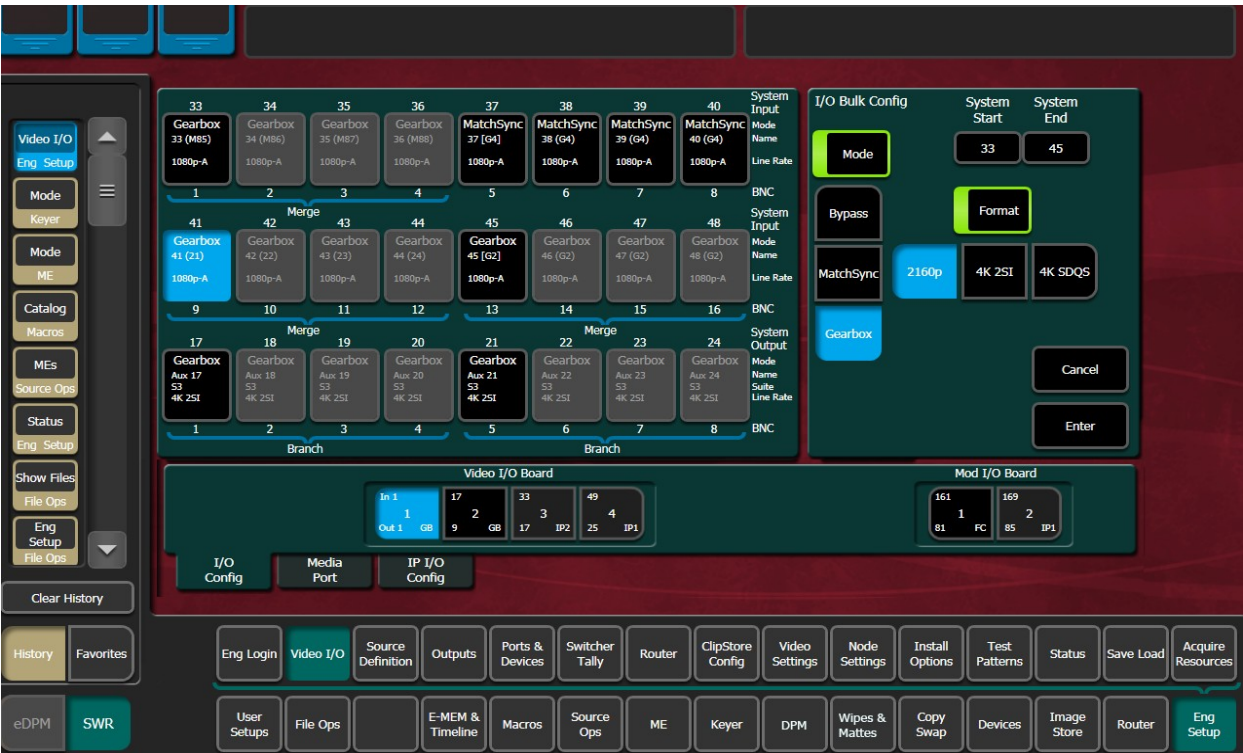 33 34 35 36 37 38 39 40 System Input
Gearbox Gearbox Gearbox Gearbox MatchSync MatchSync MatchSync MatchSync Mode
33 (M85) 34 (M86) 35 (M87) 36 (M88) 37 [G4] 38 (G4) 39 (G4) 40 (G4) Name
1080p-A 1080p-A 1080p-A 1080p-A 1080p-A 1080p-A 1080p-A 1080p-A Line Rate
1 2 3 4 5 6 7 8 BNC
Merge
41 42 43 44 45 46 47 48 System Input
Gearbox Gearbox Gearbox Gearbox Gearbox Gearbox Gearbox Gearbox Mode
41 (21) 42 (22) 43 (23) 44 (24) 45 [G2] 46 (G2) 47 (G2) 48 (G2) Name
1080p-A 1080p-A 1080p-A 1080p-A 1080p-A 1080p-A 1080p-A 1080p-A Line Rate
9 10 11 12 13 14 15 16 BNC
Merge Merge
17 18 19 20 21 22 23 24 System Output
Gearbox Gearbox Gearbox Gearbox Gearbox Gearbox Gearbox Gearbox Mode
Aux 17 Aux 18 Aux 19 Aux 20 Aux 21 Aux 22 Aux 23 Aux 24 Name
S3 S3 S3 S3 S3 S3 S3 S3 Suite
4K 2SI 4K 2SI 4K 2SI 4K 2SI 4K 2SI 4K 2SI 4K 2SI 4K 2SI Line Rate
1 2 3 4 5 6 7 8 BNC
Branch Branch
I/O Bulk Config
System Start
System End
Mode
33
45
Bypass
Format
MatchSync
2160p
4K 2SI
4K SDQS
Gearbox
Cancel
Enter
Video I/O
Eng Setup
Mode
Keyer
Mode
ME
Catalog
Macros
MEs
Source Ops
Status
Eng Setup
Show Files
File Ops
Eng Setup
File Ops
Clear History
History
Favorites
eDPM
SWR
Video I/O Board
In 1
1
Out 1 GB
17
2
9 GB
33
3
17 IP2
49
4
25 IP1
Mod I/O Board
161
1
81 FC
169
2
85 IP1
I/O Config
Media Port
IP I/O Config
Eng Login
Video I/O
Source Definition
Outputs
Ports & Devices
Switcher Tally
Router
ClipStore Config
Video Settings
Node Settings
Install Options
Test Patterns
Status
Save Load
Acquire Resources
User Setups
File Ops
E-MEM & Timeline
Macros
Source Ops
ME
Keyer
DPM
Wipes & Mattes
Copy Swap
Devices
Image Store
Router
Eng Setup